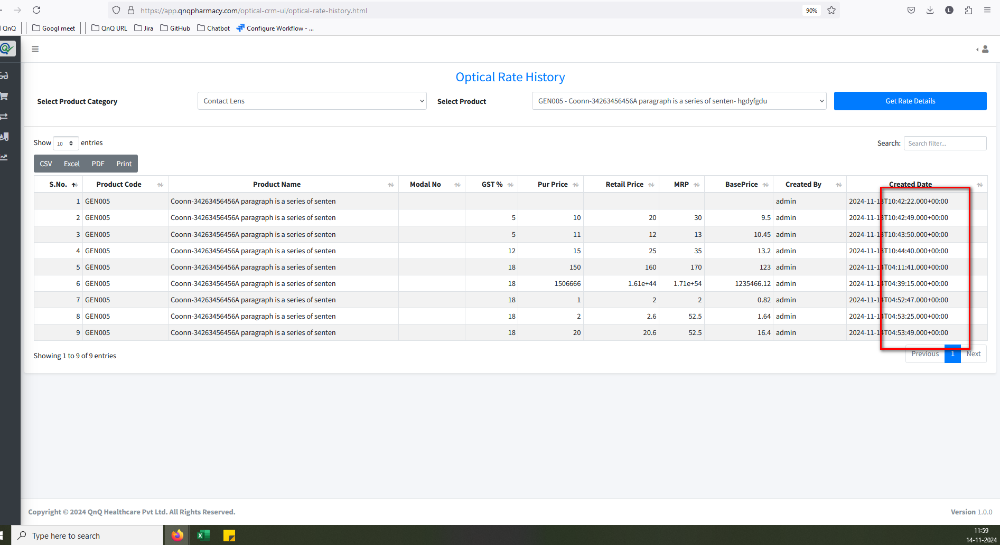 https://app.qnqpharmacy.com/optical-crm-ui/optical-rate-history.html 90% L
QnQ Googl meet QnQ URL Jira GitHub Chatbot Configure Workflow - ...
Optical Rate History
Select Product Category Contact Lens Select Product GEN005 - Coonn-34263456456A paragraph is a series of senten- hgdyfgdu Get Rate Details
Show 10 entries Search: Search filter...
CSV Excel PDF Print
S.No. Product Code Product Name Modal No GST % Pur Price Retail Price MRP BasePrice Created By Created Date
1 GEN005 Coonn-34263456456A paragraph is a series of senten admin 2024-11-13T10:42:22.000+00:00
2 GEN005 Coonn-34263456456A paragraph is a series of senten 5 10 20 30 9.5 admin 2024-11-13T10:42:49.000+00:00
3 GEN005 Coonn-34263456456A paragraph is a series of senten 5 11 12 13 10.45 admin 2024-11-13T10:43:50.000+00:00
4 GEN005 Coonn-34263456456A paragraph is a series of senten 12 15 25 35 13.2 admin 2024-11-13T10:44:40.000+00:00
5 GEN005 Coonn-34263456456A paragraph is a series of senten 18 150 160 170 123 admin 2024-11-14T04:11:41.000+00:00
6 GEN005 Coonn-34263456456A paragraph is a series of senten 18 1506666 1.61e+44 1.71e+54 1235466.12 admin 2024-11-14T04:39:15.000+00:00
7 GEN005 Coonn-34263456456A paragraph is a series of senten 18 1 2 2 0.82 admin 2024-11-14T04:52:47.000+00:00
8 GEN005 Coonn-34263456456A paragraph is a series of senten 18 2 2.6 52.5 1.64 admin 2024-11-14T04:53:25.000+00:00
9 GEN005 Coonn-34263456456A paragraph is a series of senten 18 20 20.6 52.5 16.4 admin 2024-11-14T04:53:49.000+00:00
Showing 1 to 9 of 9 entries Previous 1 Next
Copyright © 2024 QnQ Healthcare Pvt Ltd. All Rights Reserved. Version 1.0.0
Type here to search 11:59
14-11-2024